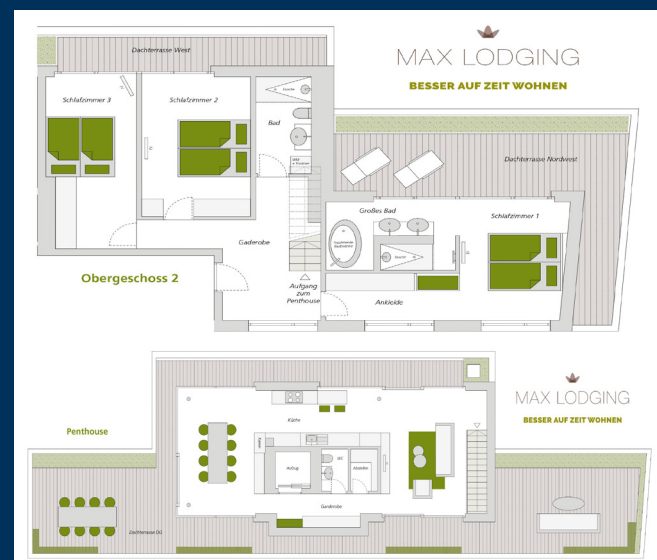 Dachterrasse West
MAX LODGING
BESSER AUF ZEIT WOHNEN
Schlafzimmer 3
Schlafzimmer 2
Dusche
Bad
Dachterrasse Nordwest
Großes Bad
Schlafzimmer 1
Gaderobe
Dusche
Obergeschoss 2
Aufgang
zum
Penthouse
Ankleide
MAX LODGING
BESSER AUF ZEIT WOHNEN
Penthouse
Küche
Aufzug
WC
Garderobe
Dachterrasse DG